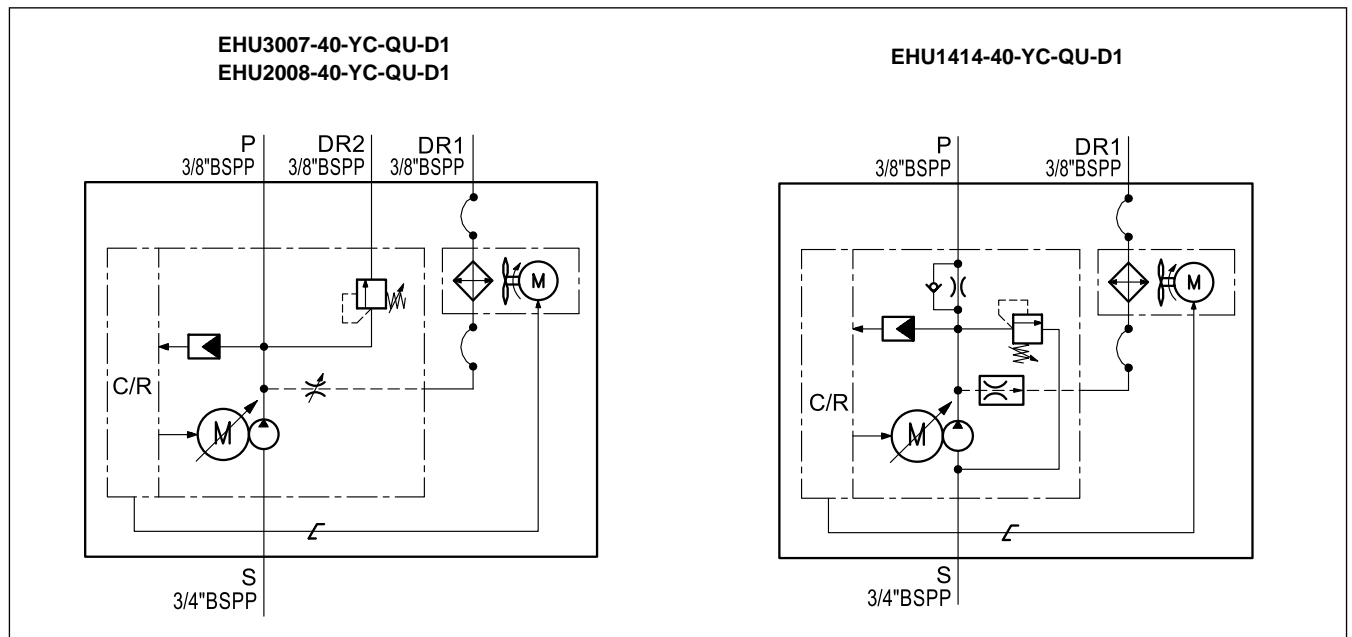 EHU3007-40-YC-QU-D1
EHU2008-40-YC-QU-D1
P
3/8"BSPP
DR2
3/8"BSPP
DR1
3/8"BSPP
M
C/R
M
S
3/4"BSPP
EHU1414-40-YC-QU-D1
P
3/8"BSPP
DR1
3/8"BSPP
M
C/R
M
S
3/4"BSPP